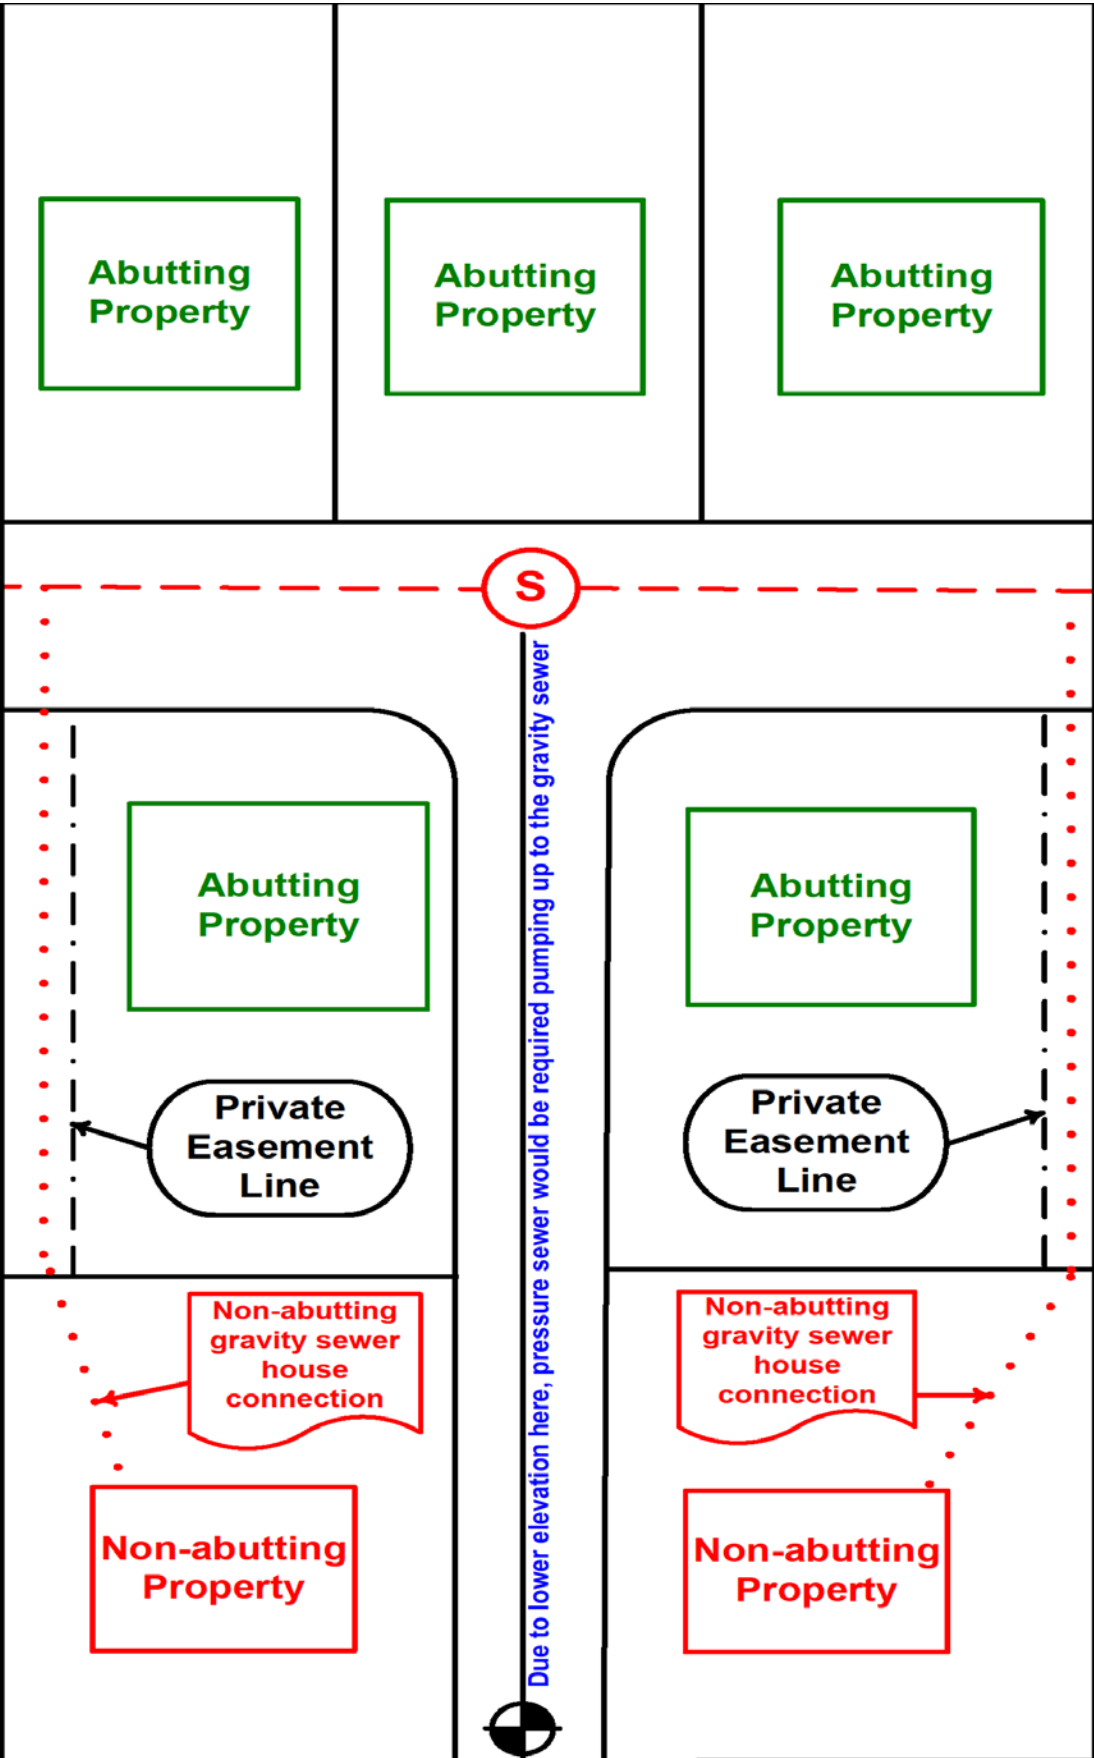 Abutting
Property
Abutting
Property
Abutting
Property
S
Due to lower elevation here, pressure sewer would be required pumping up to the gravity sewer
Abutting
Property
Abutting
Property
Private
Easement
Line
Private
Easement
Line
Non-abutting
gravity sewer
house
connection
Non-abutting
gravity sewer
house
connection
Non-abutting
Property
Non-abutting
Property